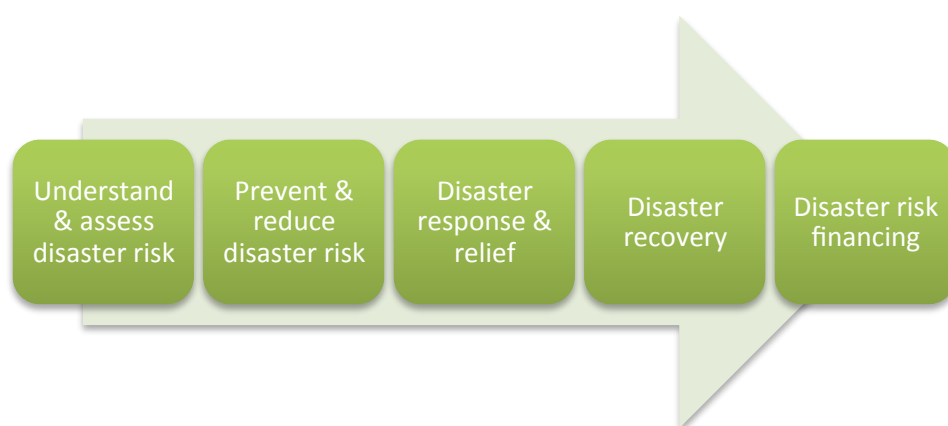 Understand
& assess
disaster risk
Prevent &
reduce
disaster risk
Disaster
response &
relief
Disaster
recovery
Disaster risk
financing